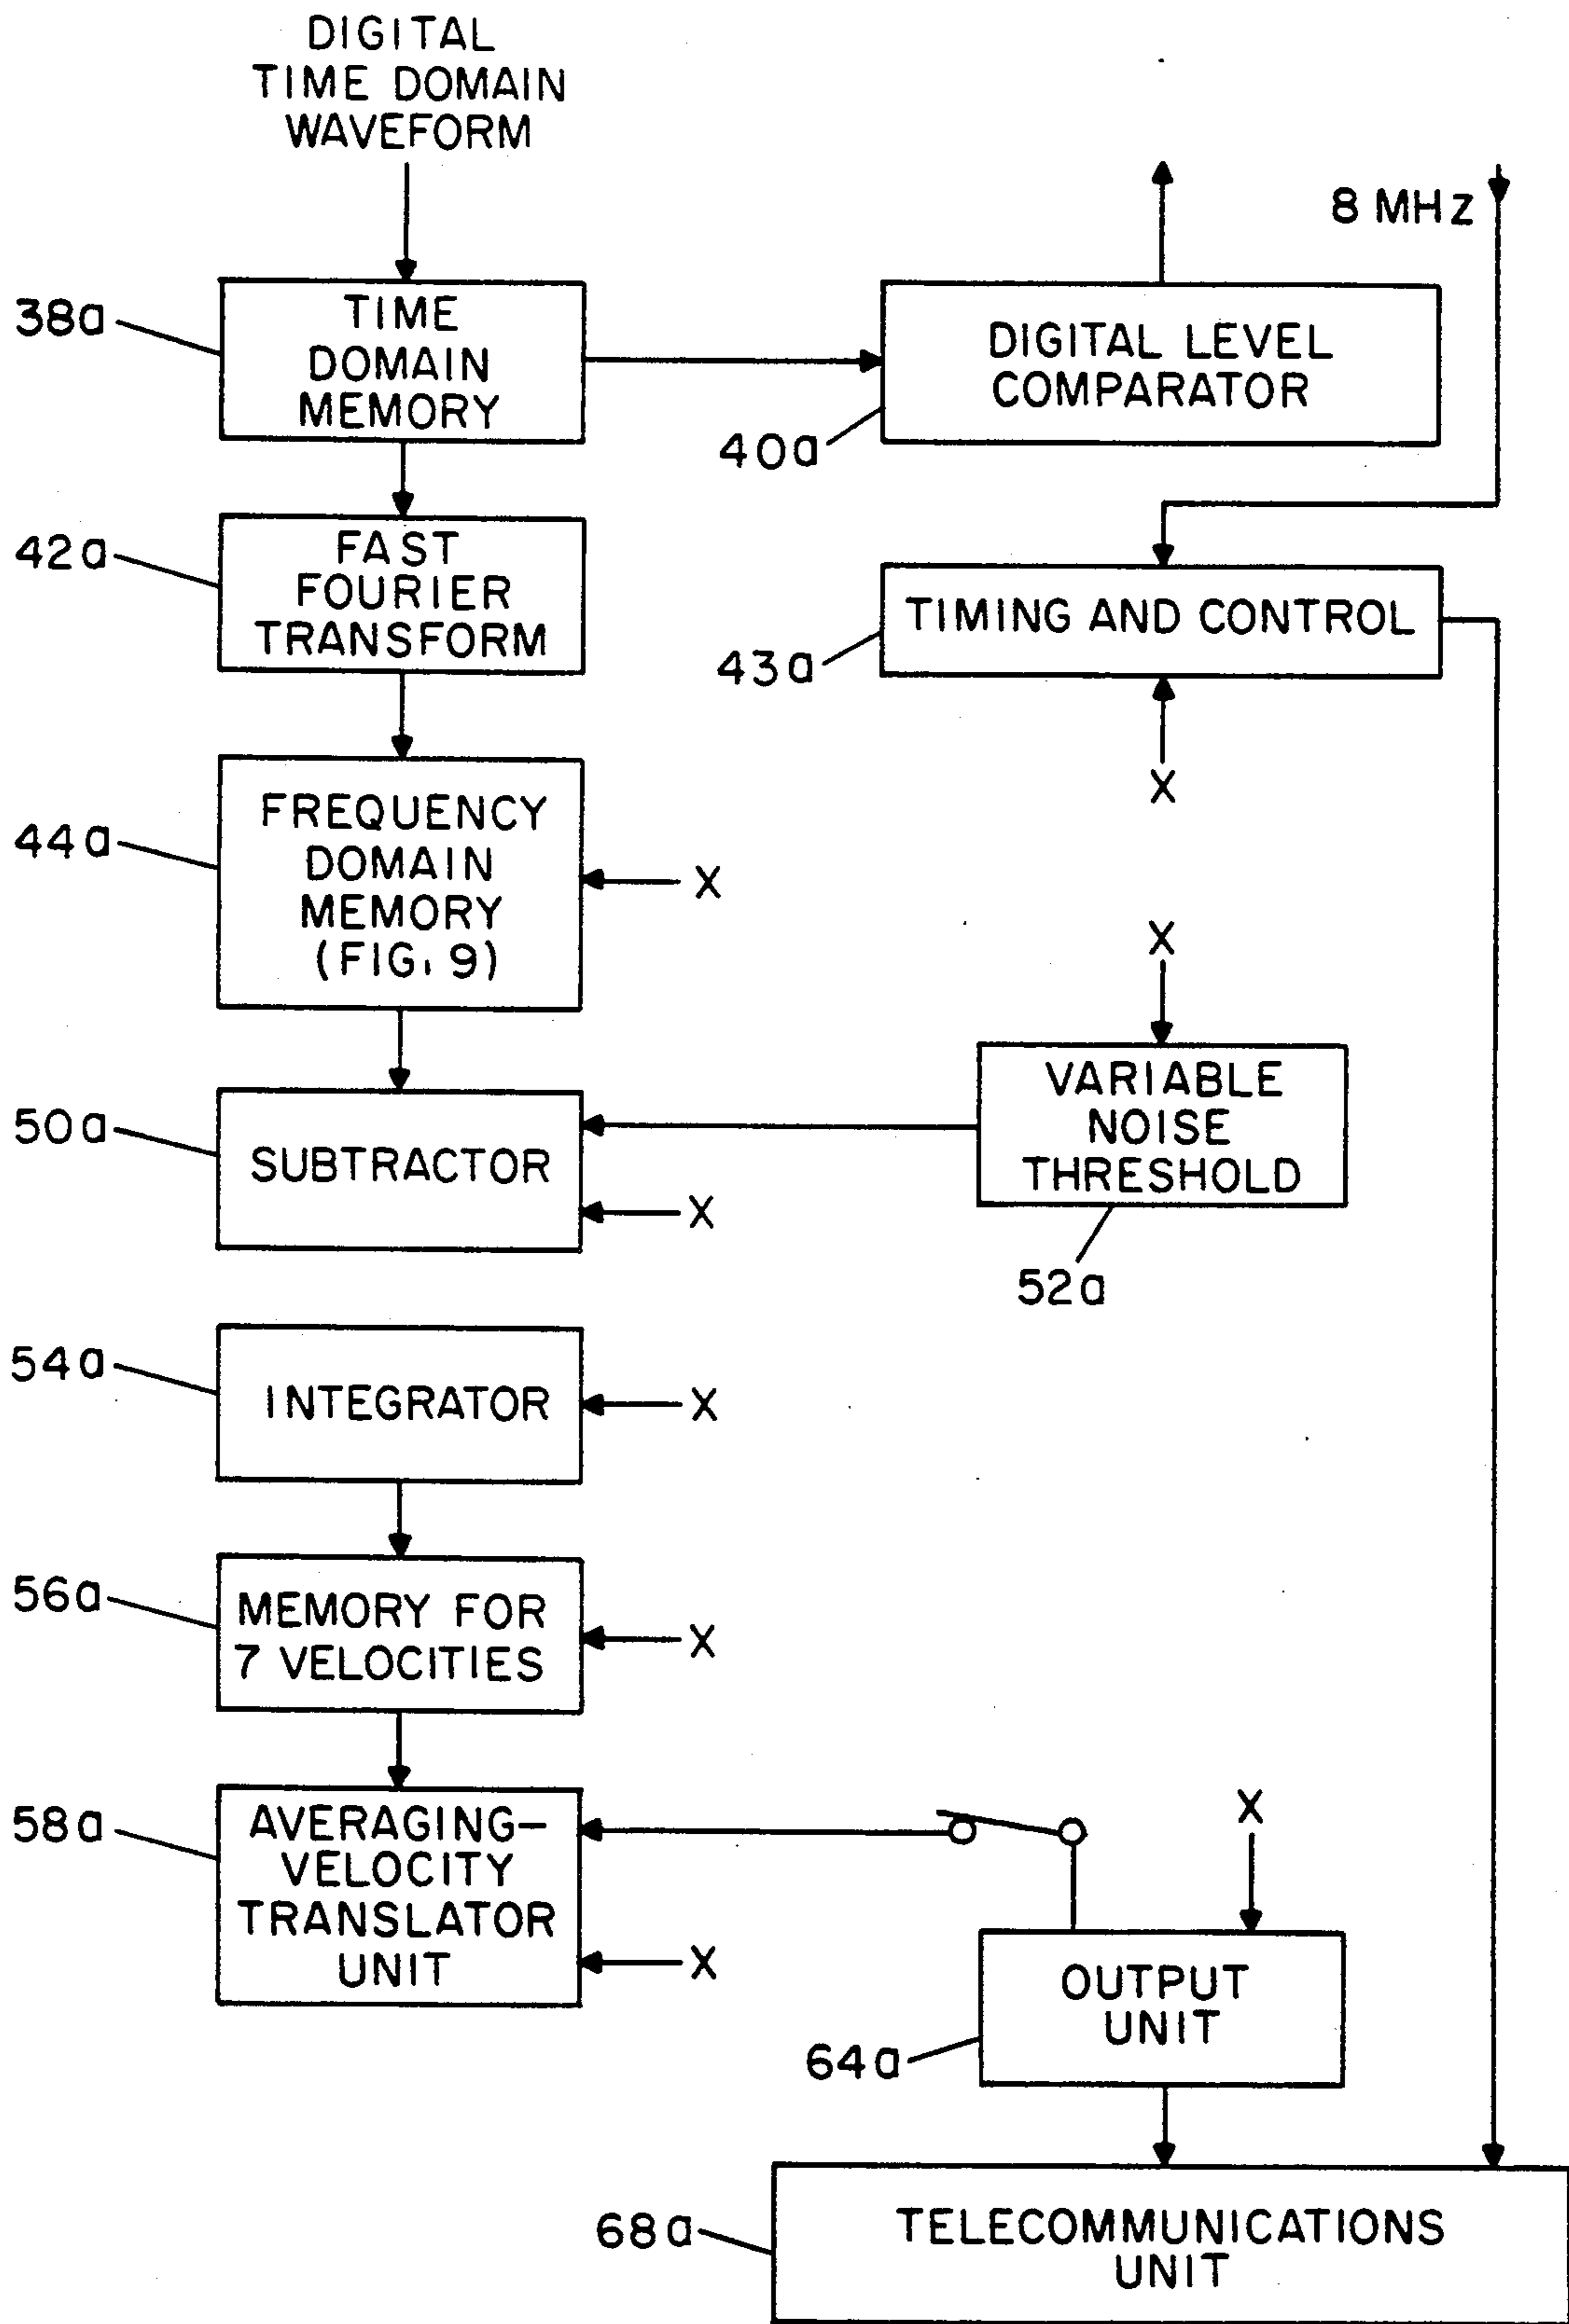 DIGITAL
TIME DOMAIN
WAVEFORM
8 MHz
38a
TIME
DOMAIN
MEMORY
DIGITAL LEVEL
COMPARATOR
40a
42a
FAST
FOURIER
TRANSFORM
TIMING AND CONTROL
43a
X
44a
FREQUENCY
DOMAIN
MEMORY
(FIG. 9)
X
X
50a
SUBTRACTOR
X
VARIABLE
NOISE
THRESHOLD
52a
54a
INTEGRATOR
X
56a
MEMORY FOR
7 VELOCITIES
X
58a
AVERAGING-
VELOCITY
TRANSLATOR
UNIT
X
X
OUTPUT
UNIT
64a
68a
TELECOMMUNICATIONS
UNIT